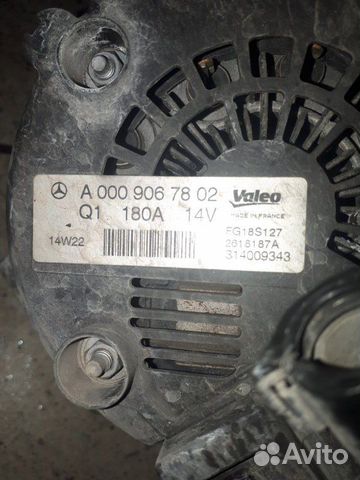 A 000 906 78 02 Valeo
Q1 180A 14V MADE IN FRANCE
14W22 FG18S127
2618187A
314009343
Avito